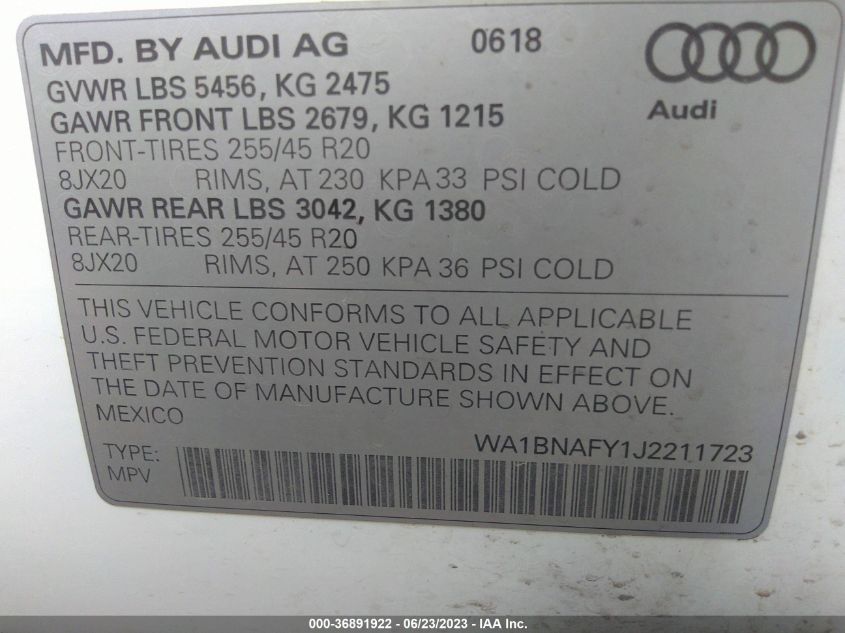 MFD. BY AUDI AG 0618
GVWR LBS 5456, KG 2475
GAWR FRONT LBS 2679, KG 1215
Audi
FRONT-TIRES 255/45 R20
8JX20 RIMS, AT 230 KPA 33 PSI COLD
GAWR REAR LBS 3042, KG 1380
REAR-TIRES 255/45 R20
8JX20 RIMS, AT 250 KPA 36 PSI COLD
THIS VEHICLE CONFORMS TO ALL APPLICABLE
U.S. FEDERAL MOTOR VEHICLE SAFETY AND
THEFT PREVENTION STANDARDS IN EFFECT ON
THE DATE OF MANUFACTURE SHOWN ABOVE.
MEXICO
WA1BNAFY1J2211723
TYPE:
MPV
000-36891922 - 06/23/2023 - IAA Inc.